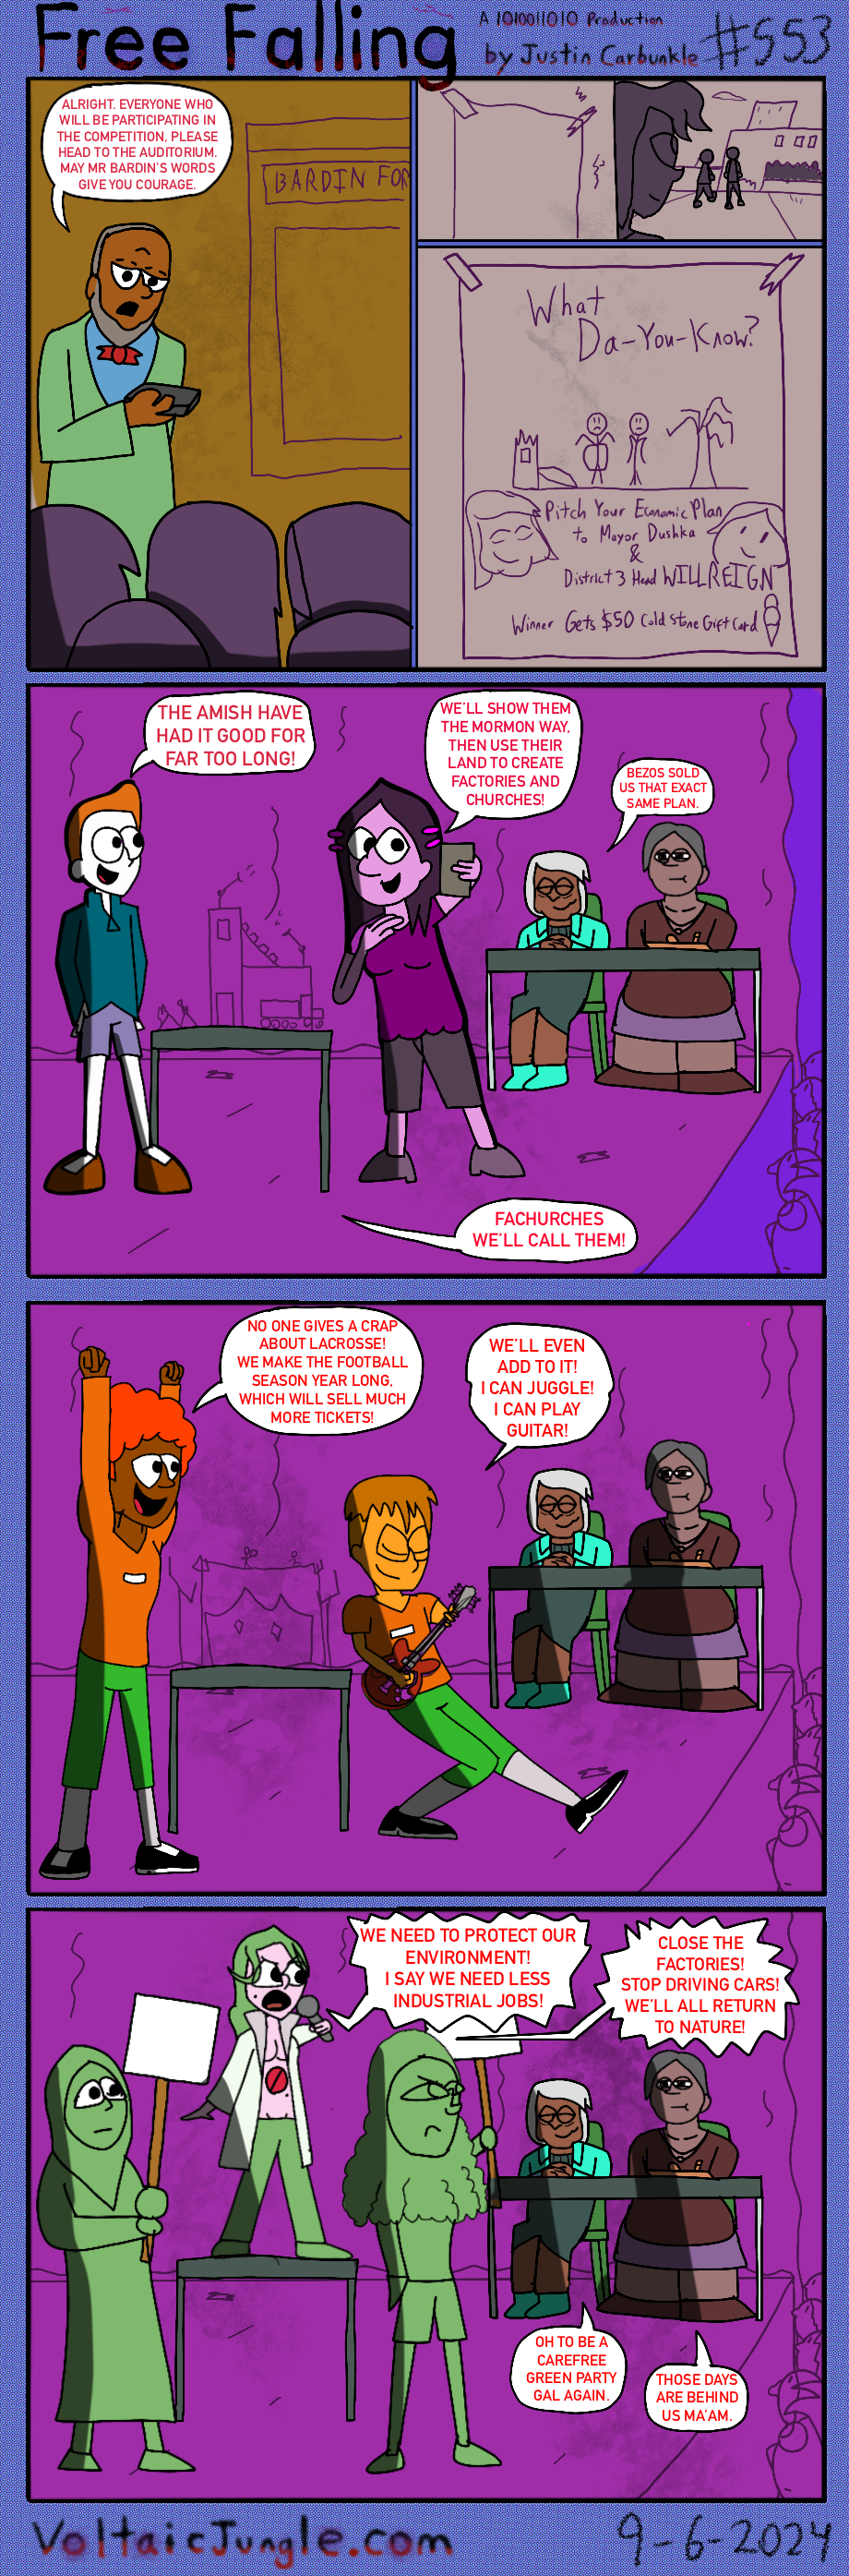 Free Falling
A 1010011010 Production
by Justin Carbunkle
#553
ALRIGHT. EVERYONE WHO
WILL BE PARTICIPATING IN
THE COMPETITION, PLEASE
HEAD TO THE AUDITORIUM.
MAY MR BARDIN'S WORDS
GIVE YOU COURAGE.
BARDIN FOR
What
Da-You-Know?
Pitch Your Economic Plan
to Mayor Dushka
&
District 3 Head WILLREIGN
Winner Gets $50 Cold Stone Gift Card
THE AMISH HAVE
HAD IT GOOD FOR
FAR TOO LONG!
WE'LL SHOW THEM
THE MORMON WAY,
THEN USE THEIR
LAND TO CREATE
FACTORIES AND
CHURCHES!
BEZOS SOLD
US THAT EXACT
SAME PLAN.
FACHURCHES
WE'LL CALL THEM!
NO ONE GIVES A CRAP
ABOUT LACROSSE!
WE MAKE THE FOOTBALL
SEASON YEAR LONG,
WHICH WILL SELL MUCH
MORE TICKETS!
WE'LL EVEN
ADD TO IT!
I CAN JUGGLE!
I CAN PLAY
GUITAR!
WE NEED TO PROTECT OUR
ENVIRONMENT!
I SAY WE NEED LESS
INDUSTRIAL JOBS!
CLOSE THE
FACTORIES!
STOP DRIVING CARS!
WE'LL ALL RETURN
TO NATURE!
OH TO BE A
CAREFREE
GREEN PARTY
GAL AGAIN.
THOSE DAYS
ARE BEHIND
US MA'AM.
VoltaicJungle.com
9-6-2024